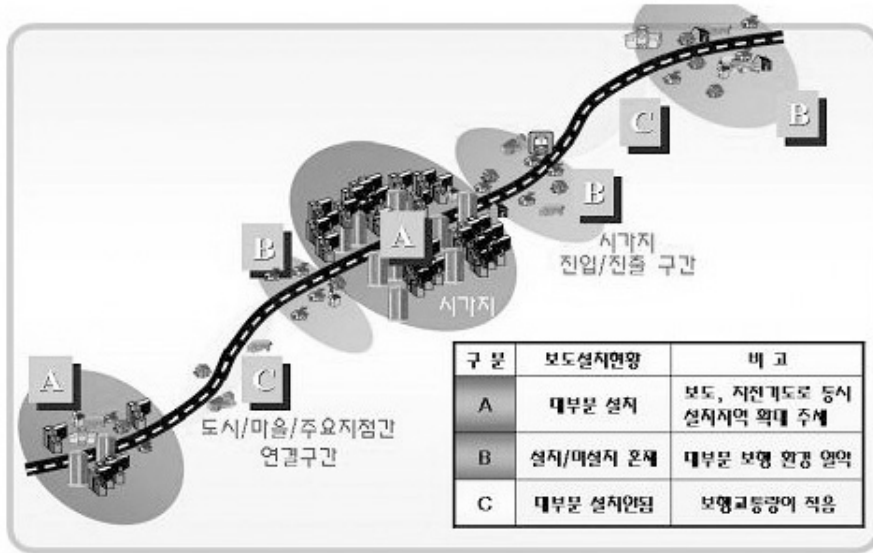 B
C
B
시가지
진입/진출 구간
A
시가지
B
A
C
도시/마을/주요지점간
연결구간
구 분 보도설치현황 비 고
A 대부분 설치 보도, 자전거도로 동시
설치지역 확대 추세
B 설치/미설치 혼재 대부분 보행 환경 열악
C 대부분 설치안됨 보행교통량이 적음